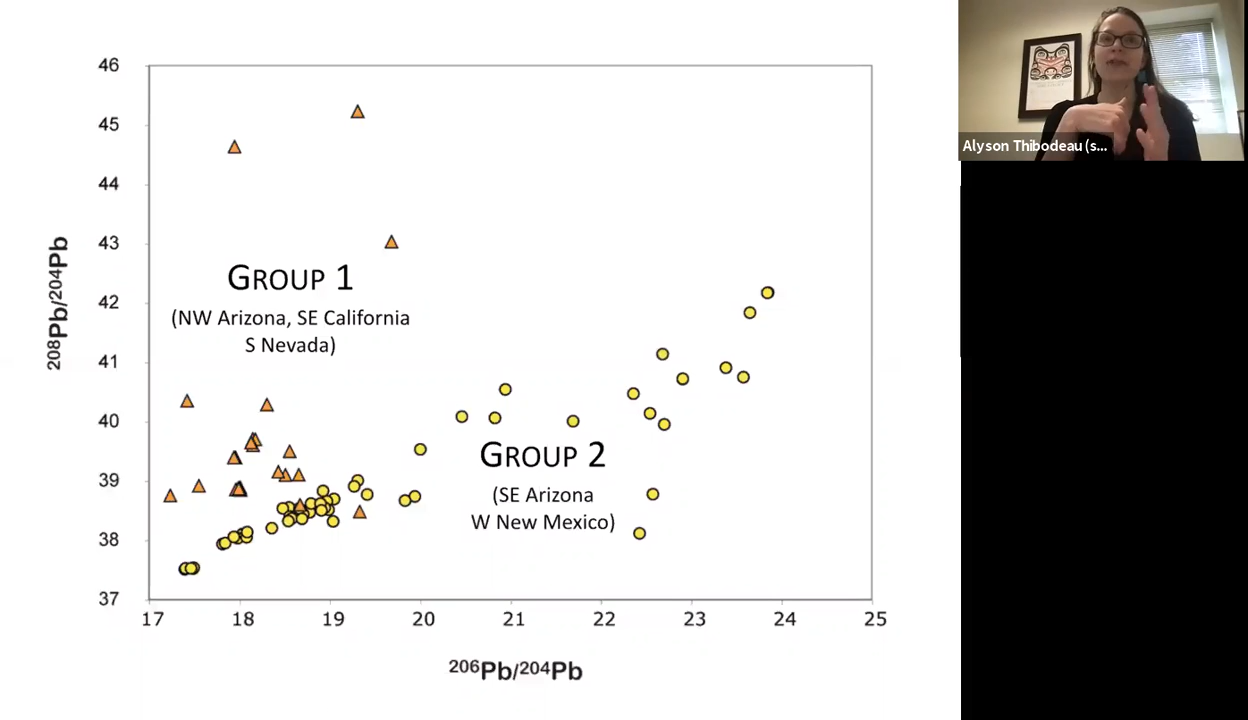 46
45
44
43
42
41
40
39
38
37
208Pb/204Pb
GROUP 1
(NW Arizona, SE California
S Nevada)
GROUP 2
(SE Arizona
W New Mexico)
17 18 19 20 21 22 23 24 25
206Pb/204Pb
Alyson Thibodeau (s...